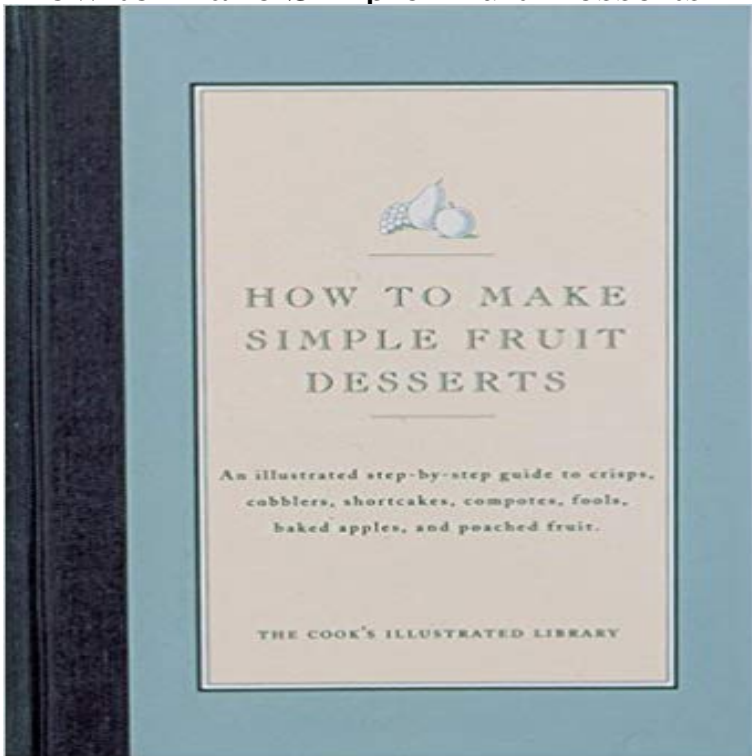 HOW TO MAKE
SIMPLE FRUIT
DESSERTS
An illustrated step-by-step guide to crisps,
cobblers, shortcakes, compotes, fools,
baked apples, and poached fruit.
THE COOK'S ILLUSTRATED LIBRARY